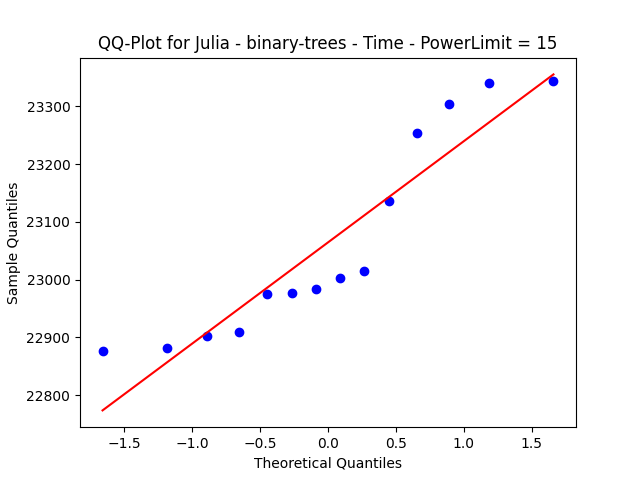 QQ-Plot for Julia - binary-trees - Time - PowerLimit = 15
23300
23200
23100
23000
22900
22800
Sample Quantiles
−1.5 −1.0 −0.5 0.0 0.5 1.0 1.5
Theoretical Quantiles